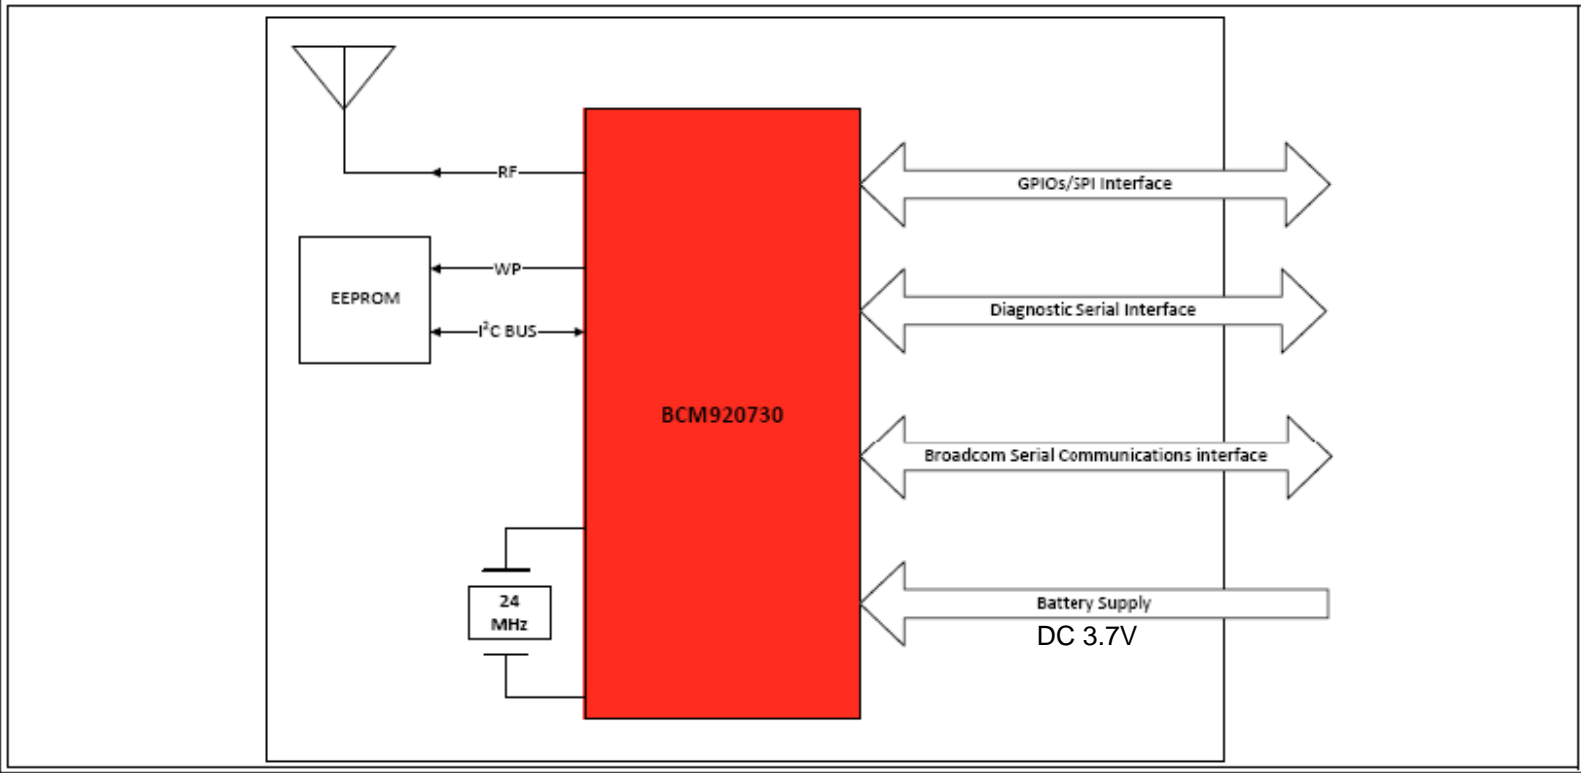 RF
GPIOs/SPI Interface
WP
EEPROM
I²C BUS
Diagnostic Serial Interface
BCM920730
Broadcom Serial Communications interface
24
MHz
Battery Supply
DC 3.7V